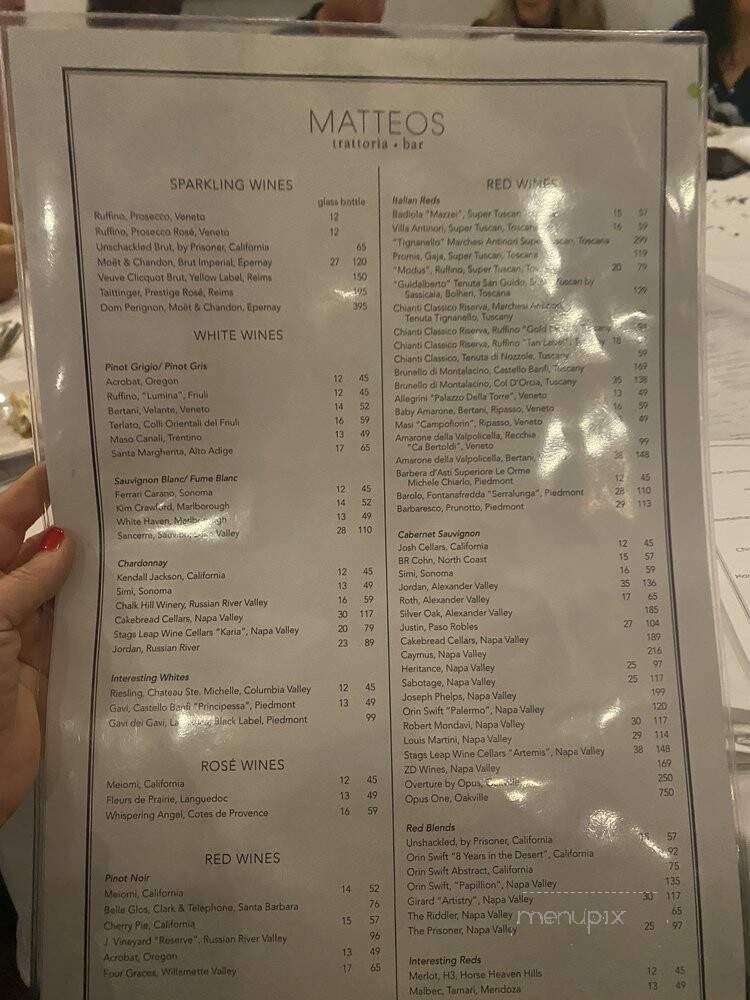 MATTEOS
trattoria • bar
SPARKLING WINES
glass bottle
Ruffino, Prosecco, Veneto 12
Ruffino, Prosecco Rosé, Veneto 12
Unschackled Brut, by Prisoner, California 65
Moët & Chandon, Brut Imperial, Epernay 27 120
Veuve Clicquot Brut, Yellow Label, Reims 150
Taittinger, Prestige Rosé, Reims 195
Dom Perignon, Moët & Chandon, Epernay 395
WHITE WINES
Pinot Grigio/ Pinot Gris
Acrobat, Oregon 12 45
Ruffino, "Lumina", Friuli 12 45
Bertani, Velante, Veneto 14 52
Terlato, Colli Orientali del Friuli 16 59
Maso Canali, Trentino 13 49
Santa Margherita, Alto Adige 17 65
Sauvignon Blanc/ Fume Blanc
Ferrari Carano, Sonoma 12 45
Kim Crawford, Marlborough 14 52
White Haven, Marlborough 13 49
Sancerre, Valley 28 110
Chardonnay
Kendall Jackson, California 12 45
Simi, Sonoma 13 49
Chalk Hill Winery, Russian River Valley 16 59
Cakebread Cellars, Napa Valley 30 117
Stags Leap Wine Cellars "Karia", Napa Valley 20 79
Jordan, Russian River 23 89
Interesting Whites
Riesling, Chateau Ste. Michelle, Columbia Valley 12 45
Gavi, Castello Banfi "Principessa", Piedmont 13 49
Gavi dei Gavi, Black Label, Piedmont 99
ROSÉ WINES
Meiomi, California 12 45
Fleurs de Prairie, Languedoc 13 49
Whispering Angel, Cotes de Provence 16 59
RED WINES
Pinot Noir
Meiomi, California 14 52
Belle Glos, Clark & Telephone, Santa Barbara 76
Cherry Pie, California 15 57
J. Vineyard "Reserve", Russian River Valley 96
Acrobat, Oregon 13 49
Four Graces, Willemette Valley 17 65
RED WINES
Italian Reds
Badiola "Mazzei", Super Tuscan 15 57
Villa Antinori, Super Tuscan, Toscana 16 59
"Tignanello" Marchesi Antinori Super Tuscan, Toscana 299
Promis, Gaja, Super Tuscan, Toscana 119
"Modus", Ruffino, Super Tuscan, 20 79
"Guidalberto" Tenuta San Guido, Super Tuscan by
Sassicaia, Bolheri, Toscana 129
Chianti Classico Riserva, Marchesi Antinori
Tenuta Tignanello, Tuscany
Chianti Classico Riserva, Ruffino "Gold Tuscany
Chianti Classico Riserva, Ruffino "Tan Label", 18
Chianti Classico, Tenuta di Nozzole, Tuscany 59
Brunello di Montalacino, Castello Banfi, Tuscany 169
Brunello di Montalacino, Col D'Orcia, Tuscany 35 138
Allegrini "Palazzo Della Torre", Veneto 13 49
Baby Amarone, Bertani, Ripasso, Veneto 16 59
Masi "Campofiorin", Ripasso, Veneto 49
Amarone della Valpolicella, Recchia
"Ca Bertoldi", Veneto 99
Amarone della Valpolicella, Bertani, 38 148
Barbera d'Asti Superiore Le Orme
Michele Chiarlo, Piedmont 12 45
Barolo, Fontanafredda "Serralunga", Piedmont 28 110
Barbaresco, Prunotto, Piedmont 29 113
Cabernet Sauvignon
Josh Cellars, California 12 45
BR Cohn, North Coast 15 57
Simi, Sonoma 16 59
Jordan, Alexander Valley 35 136
Roth, Alexander Valley 17 65
Silver Oak, Alexander Valley 185
Justin, Paso Robles 27 104
Cakebread Cellars, Napa Valley 189
Caymus, Napa Valley 216
Heritance, Napa Valley 25 97
Sabotage, Napa Valley 25 117
Joseph Phelps, Napa Valley 199
Orin Swift "Palermo", Napa Valley 120
Robert Mondavi, Napa Valley 30 117
Louis Martini, Napa Valley 29 114
Stags Leap Wine Cellars "Artemis", Napa Valley 38 148
ZD Wines, Napa Valley 169
Overture by Opus, Oakville 250
Opus One, Oakville 750
Red Blends
Unshackled, by Prisoner, California 57
Orin Swift "8 Years in the Desert", California 92
Orin Swift Abstract, California 75
Orin Swift, "Papillion", Napa Valley 135
Girard "Artistry", Napa Valley 30 117
The Riddler, Napa Valley 65
The Prisoner, Napa Valley 25 97
menupix
Interesting Reds
Merlot, H3, Horse Heaven Hills 12 45
Malbec, Tamari, Mendoza 13 49